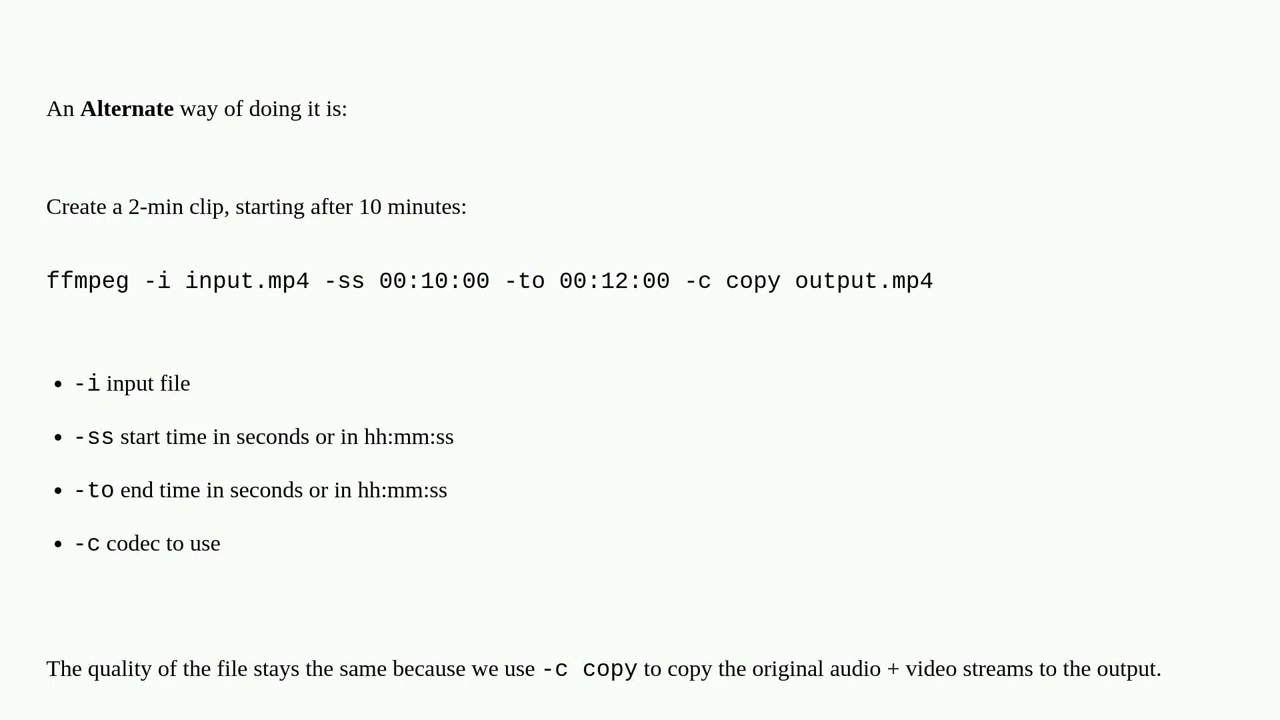 An Alternate way of doing it is:
Create a 2-min clip, starting after 10 minutes:
ffmpeg -i input.mp4 -ss 00:10:00 -to 00:12:00 -c copy output.mp4
• -i input file
• -ss start time in seconds or in hh:mm:ss
• -to end time in seconds or in hh:mm:ss
• -c codec to use
The quality of the file stays the same because we use -c copy to copy the original audio + video streams to the output.